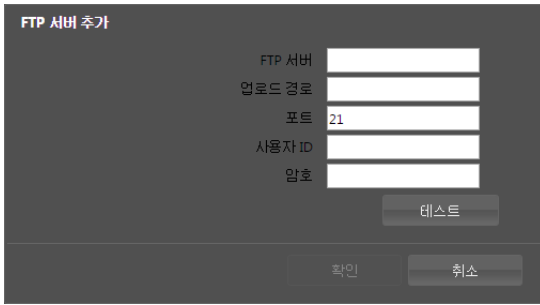 FTP 서버 추가
FTP 서버
업로드 경로
포트 21
사용자 ID
암호
테스트
확인 취소